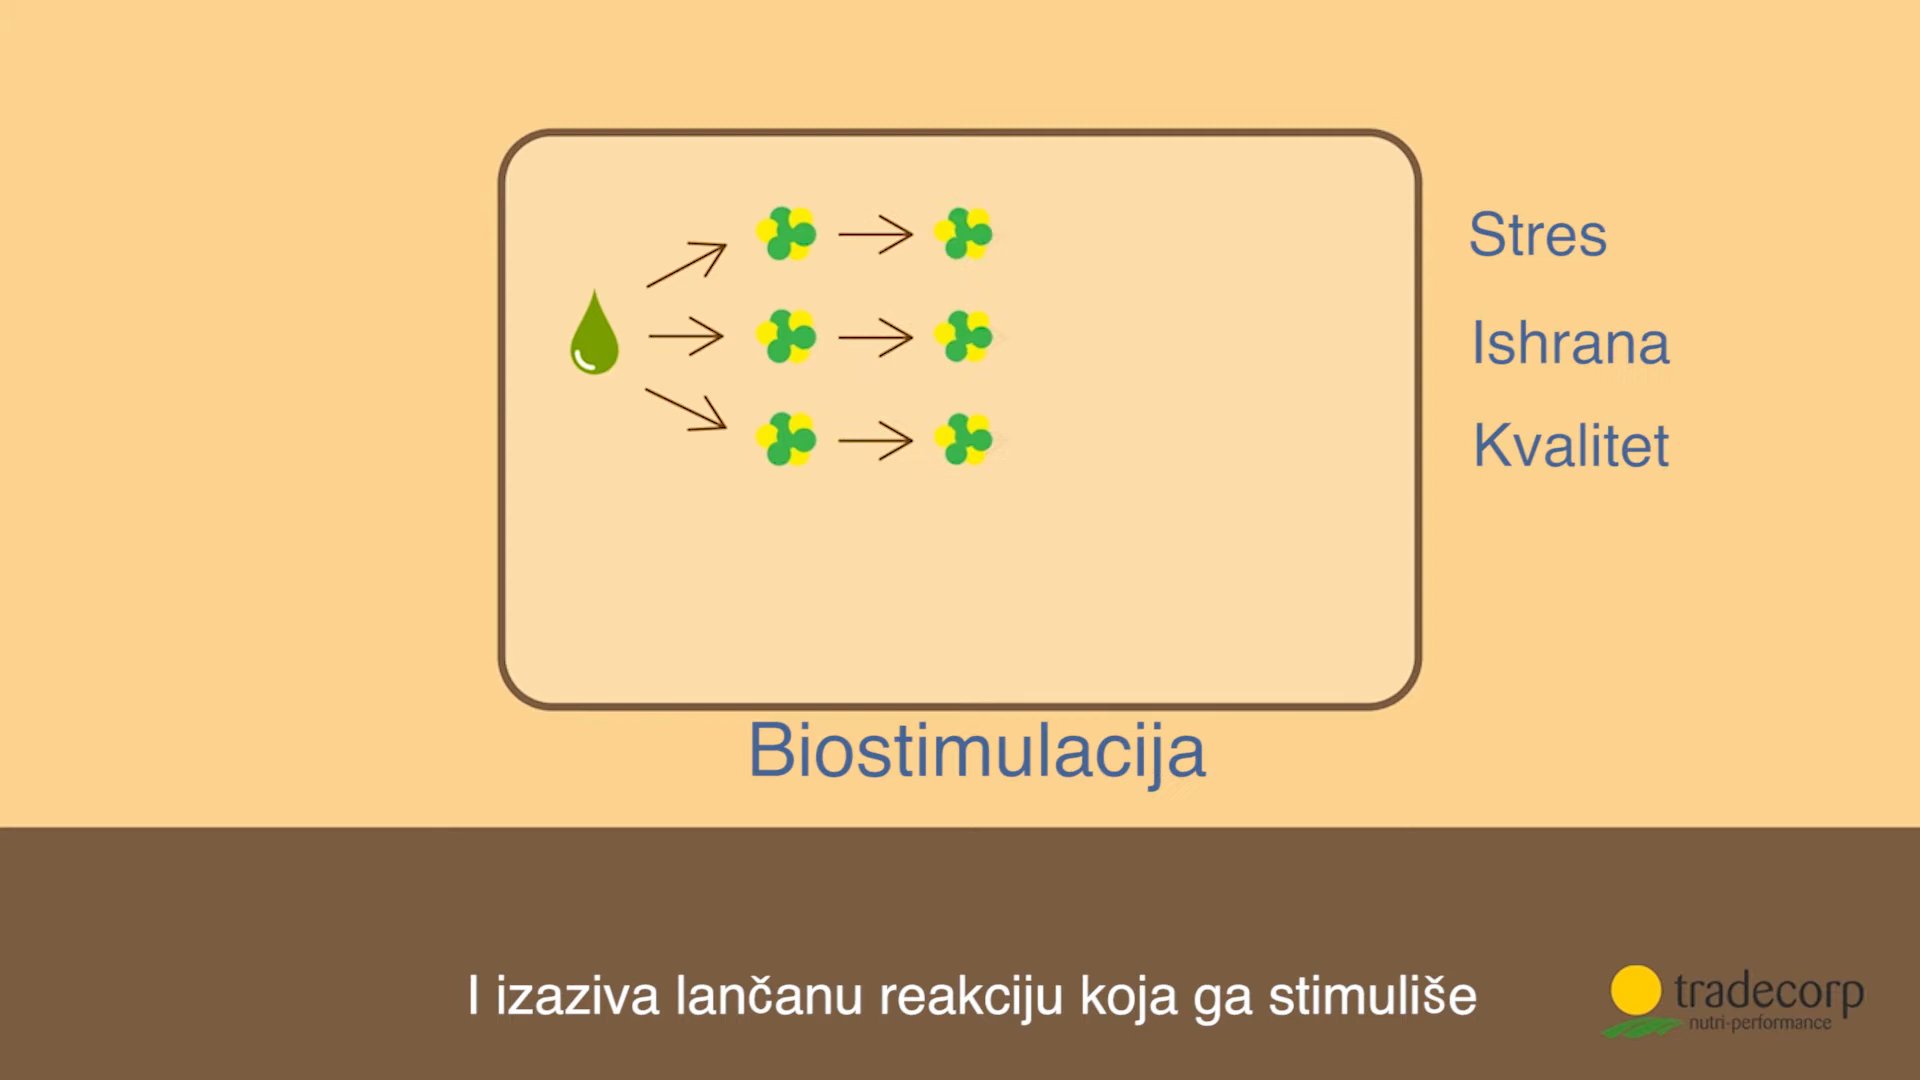 Stres
Ishrana
Kvalitet
Biostimulacija
I izaziva lančanu reakciju koja ga stimuliše
tradecorp
nutri-performance